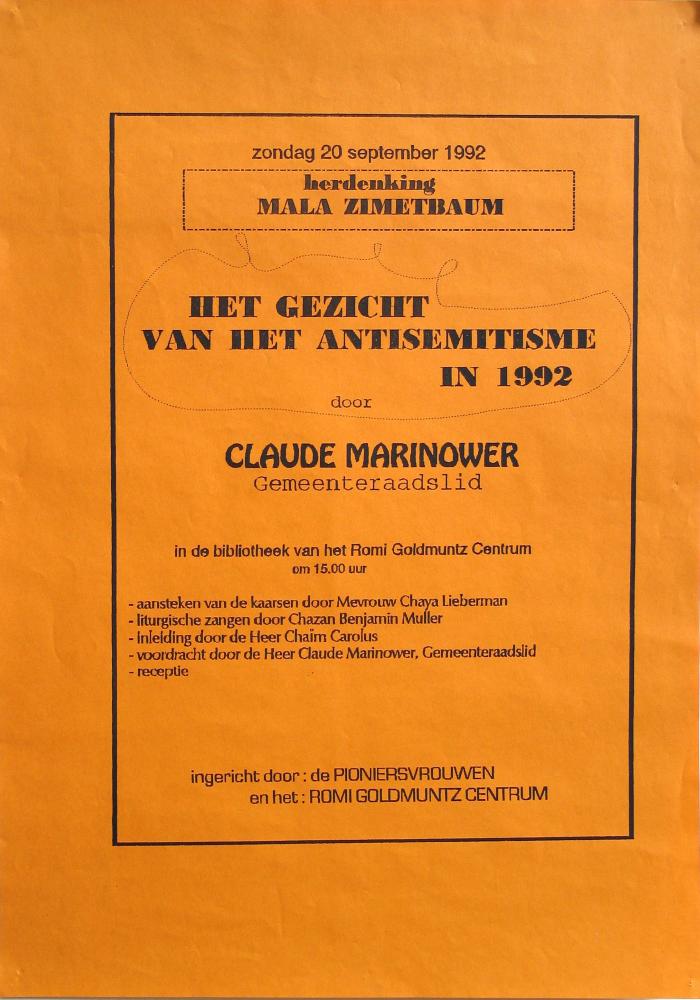 zondag 20 september 1992
herdenking
MALA ZIMETBAUM
HET GEZICHT
VAN HET ANTISEMITISME
IN 1992
door
CLAUDE MARINOWER
Gemeenteraadslid
in de bibliotheek van het Romi Goldmuntz Centrum
om 15.00 uur
- aansteken van de kaarsen door Mevrouw Chaya Lieberman
- liturgische zangen door Chazan Benjamin Muller
- inleiding door de Heer Chaïm Carolus
- voordracht door de Heer Claude Marinower, Gemeenteraadslid
- receptie
ingericht door : de PIONIERSVROUWEN
en het : ROMI GOLDMUNTZ CENTRUM